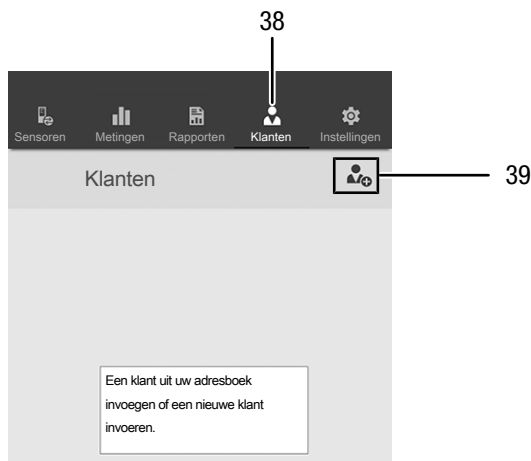 38
Sensoren Metingen Rapporten Klanten Instellingen
Klanten
39
Een klant uit uw adresboek
invoegen of een nieuwe klant
invoeren.